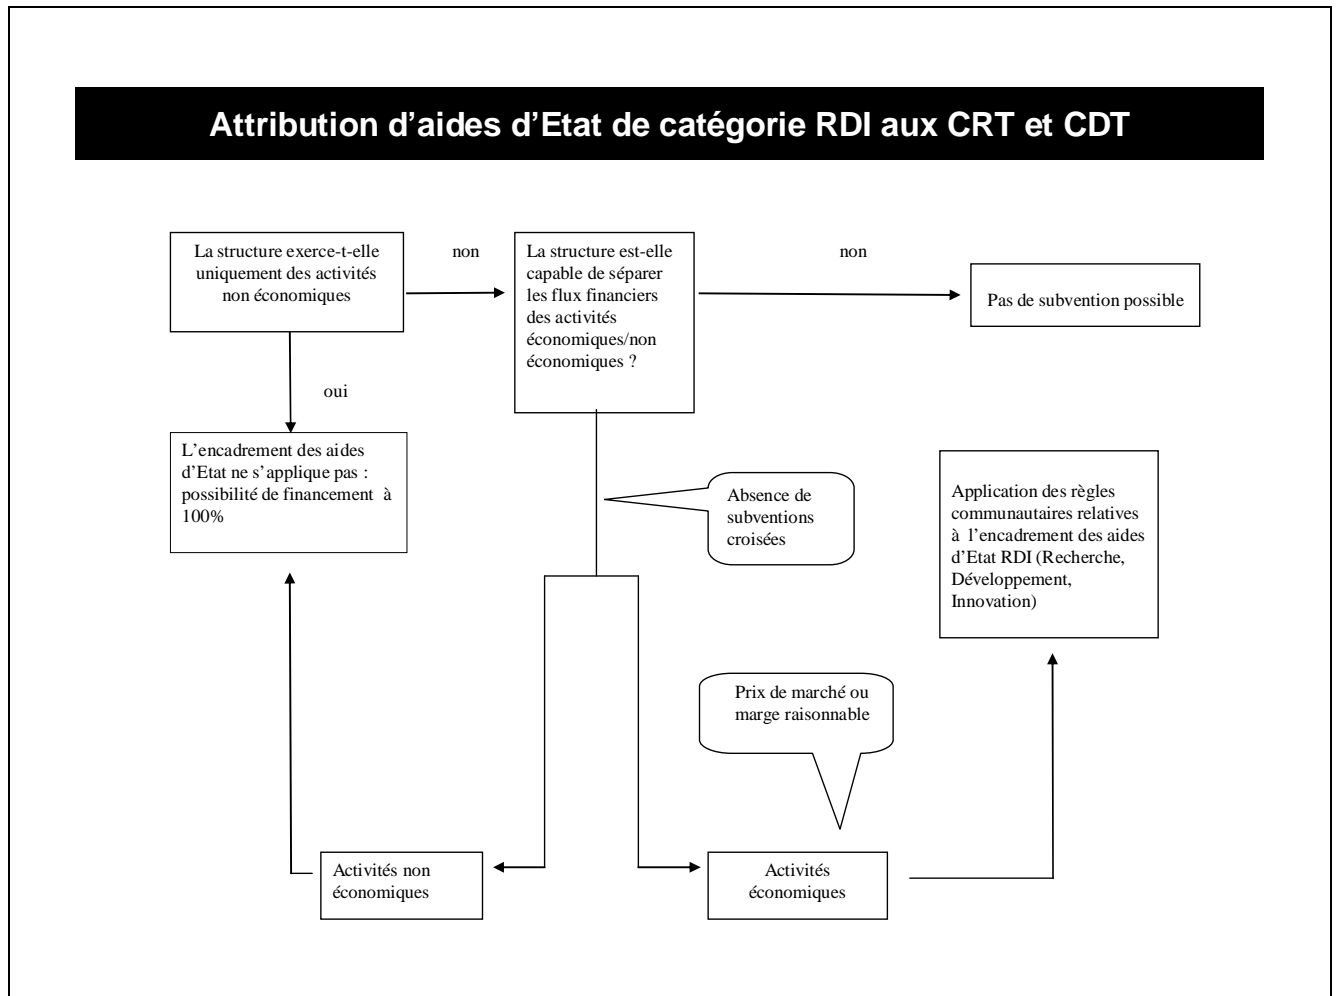 Attribution d’aides d’Etat de catégorie RDI aux CRT et CDT
La structure exerce-t-elle
uniquement des activités
non économiques
non
La structure est-elle
capable de séparer
les flux financiers
des activités
économiques/non
économiques ?
non
Pas de subvention possible
oui
L’encadrement des aides
d’Etat ne s’applique pas :
possibilité de financement à
100%
Absence de
subventions
croisées
Application des règles
communautaires relatives
à l’encadrement des aides
d’Etat RDI (Recherche,
Développement,
Innovation)
Prix de marché ou
marge raisonnable
Activités non
économiques
Activités
économiques